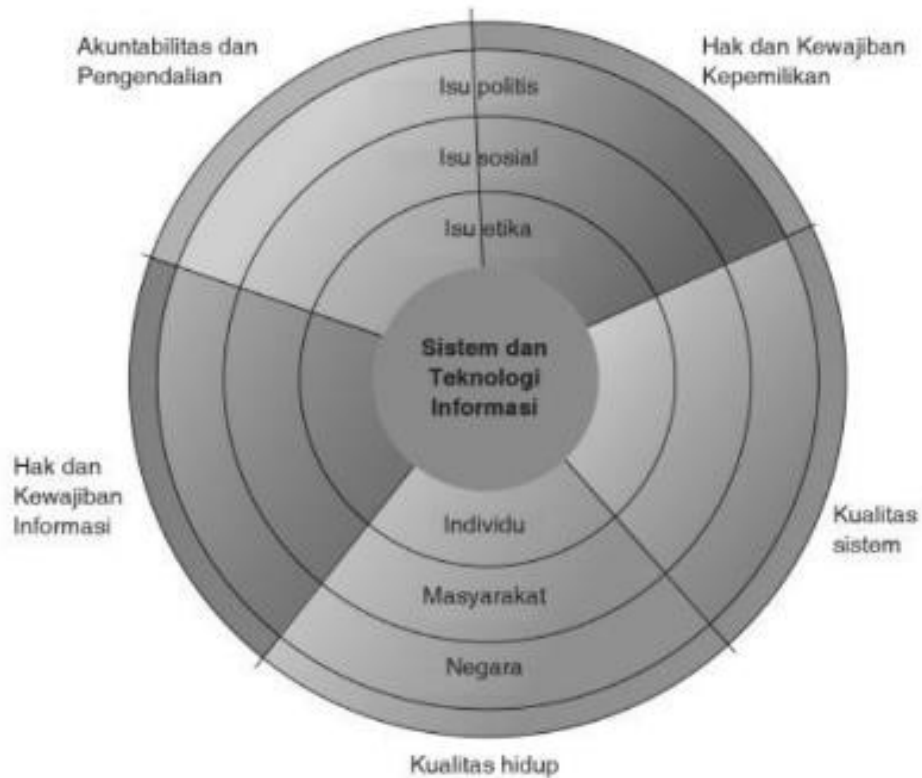 Akuntabilitas dan
Pengendalian
Hak dan Kewajiban
Kepemilikan
Isu politis
Isu sosial
Isu etika
Sistem dan
Teknologi
Informasi
Hak dan
Kewajiban
Informasi
Kualitas
sistem
Individu
Masyarakat
Negara
Kualitas hidup